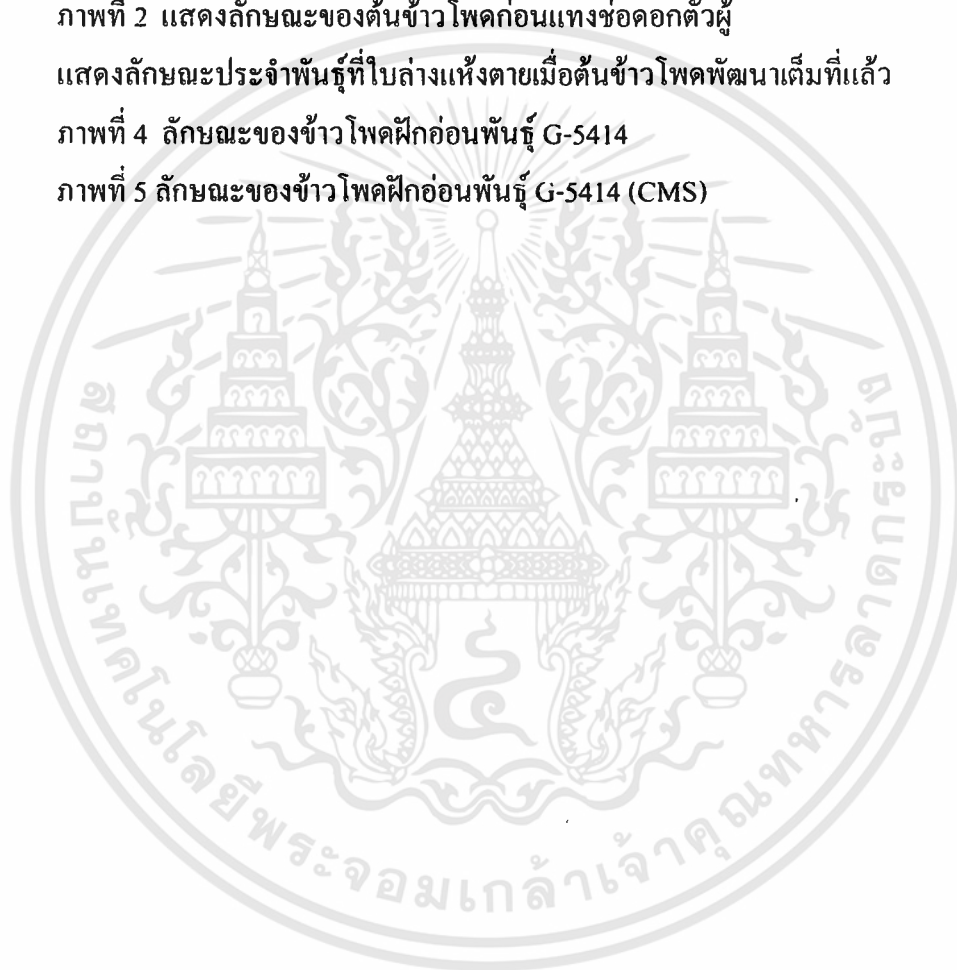 ภาพที่ 2 แสดงลักษณะของต้นข้าวโพดก่อนแทงช่อดอกตัวผู้
แสดงลักษณะประจำพันธุ์ที่ใบล่างแห้งตายเมื่อต้นข้าวโพดพัฒนาเต็มที่แล้ว
ภาพที่ 4 ลักษณะของข้าวโพดฝักอ่อนพันธุ์ G-5414
ภาพที่ 5 ลักษณะของข้าวโพดฝักอ่อนพันธุ์ G-5414 (CMS)
สถาบันเทคโนโลยีพระจอมเกล้าเจ้าคุณทหารลาดกระบัง